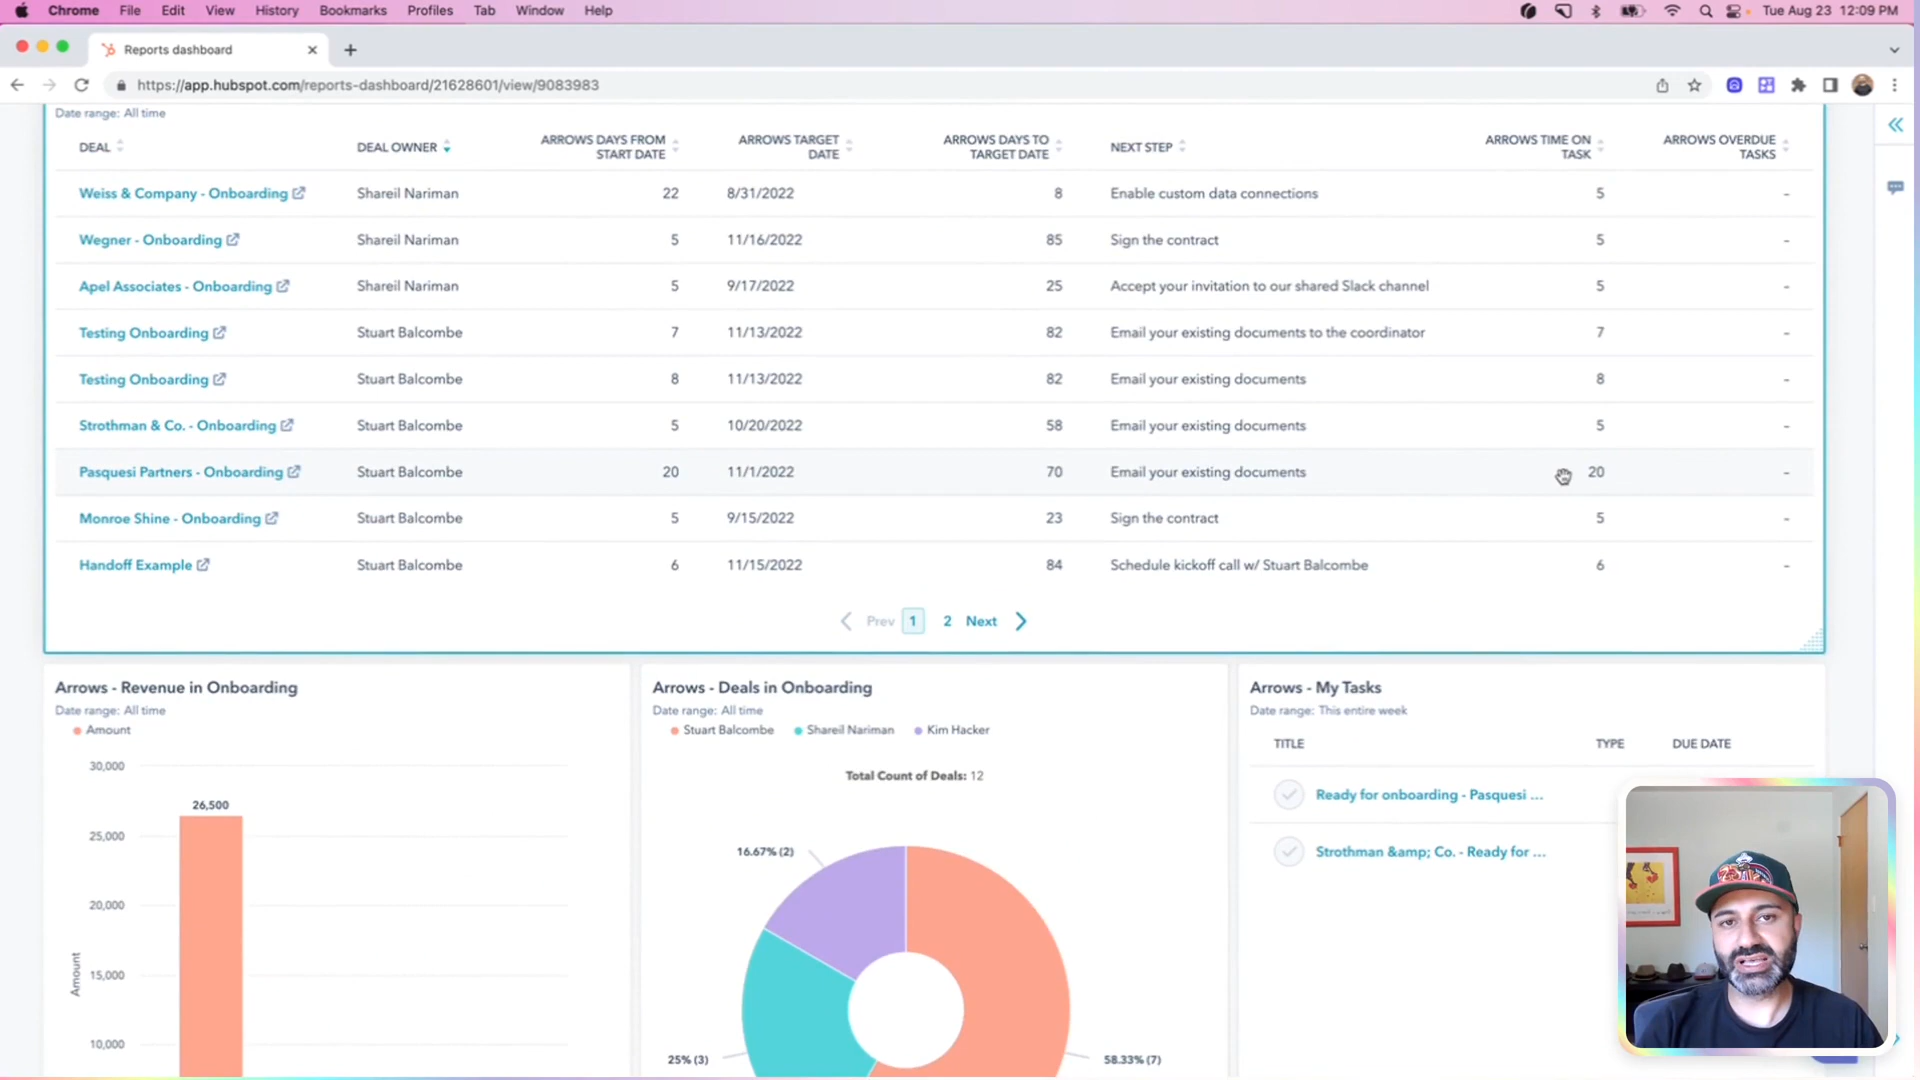 Chrome File Edit View History Bookmarks Profiles Tab Window Help Tue Aug 23 12:09 PM
Reports dashboard
https://app.hubspot.com/reports-dashboard/21628601/view/9083983
Date range: All time
DEAL DEAL OWNER ARROWS DAYS FROM START DATE ARROWS TARGET DATE ARROWS DAYS TO TARGET DATE NEXT STEP ARROWS TIME ON TASK ARROWS OVERDUE TASKS
Weiss & Company - Onboarding Shareil Nariman 22 8/31/2022 8 Enable custom data connections 5 -
Wegner - Onboarding Shareil Nariman 5 11/16/2022 85 Sign the contract 5 -
Apel Associates - Onboarding Shareil Nariman 5 9/17/2022 25 Accept your invitation to our shared Slack channel 5 -
Testing Onboarding Stuart Balcombe 7 11/13/2022 82 Email your existing documents to the coordinator 7 -
Testing Onboarding Stuart Balcombe 8 11/13/2022 82 Email your existing documents 8 -
Strothman & Co. - Onboarding Stuart Balcombe 5 10/20/2022 58 Email your existing documents 5 -
Pasquesi Partners - Onboarding Stuart Balcombe 20 11/1/2022 70 Email your existing documents 20 -
Monroe Shine - Onboarding Stuart Balcombe 5 9/15/2022 23 Sign the contract 5 -
Handoff Example Stuart Balcombe 6 11/15/2022 84 Schedule kickoff call w/ Stuart Balcombe 6 -
Prev 1 2 Next
Arrows - Revenue in Onboarding
Date range: All time
Amount
30,000
26,500
25,000
20,000
15,000
10,000
Amount
Arrows - Deals in Onboarding
Date range: All time
Stuart Balcombe Shareil Nariman Kim Hacker
Total Count of Deals: 12
16.67% (2)
25% (3)
58.33% (7)
Arrows - My Tasks
Date range: This entire week
TITLE TYPE DUE DATE
Ready for onboarding - Pasquesi ...
Strothman &amp; Co. - Ready for ...